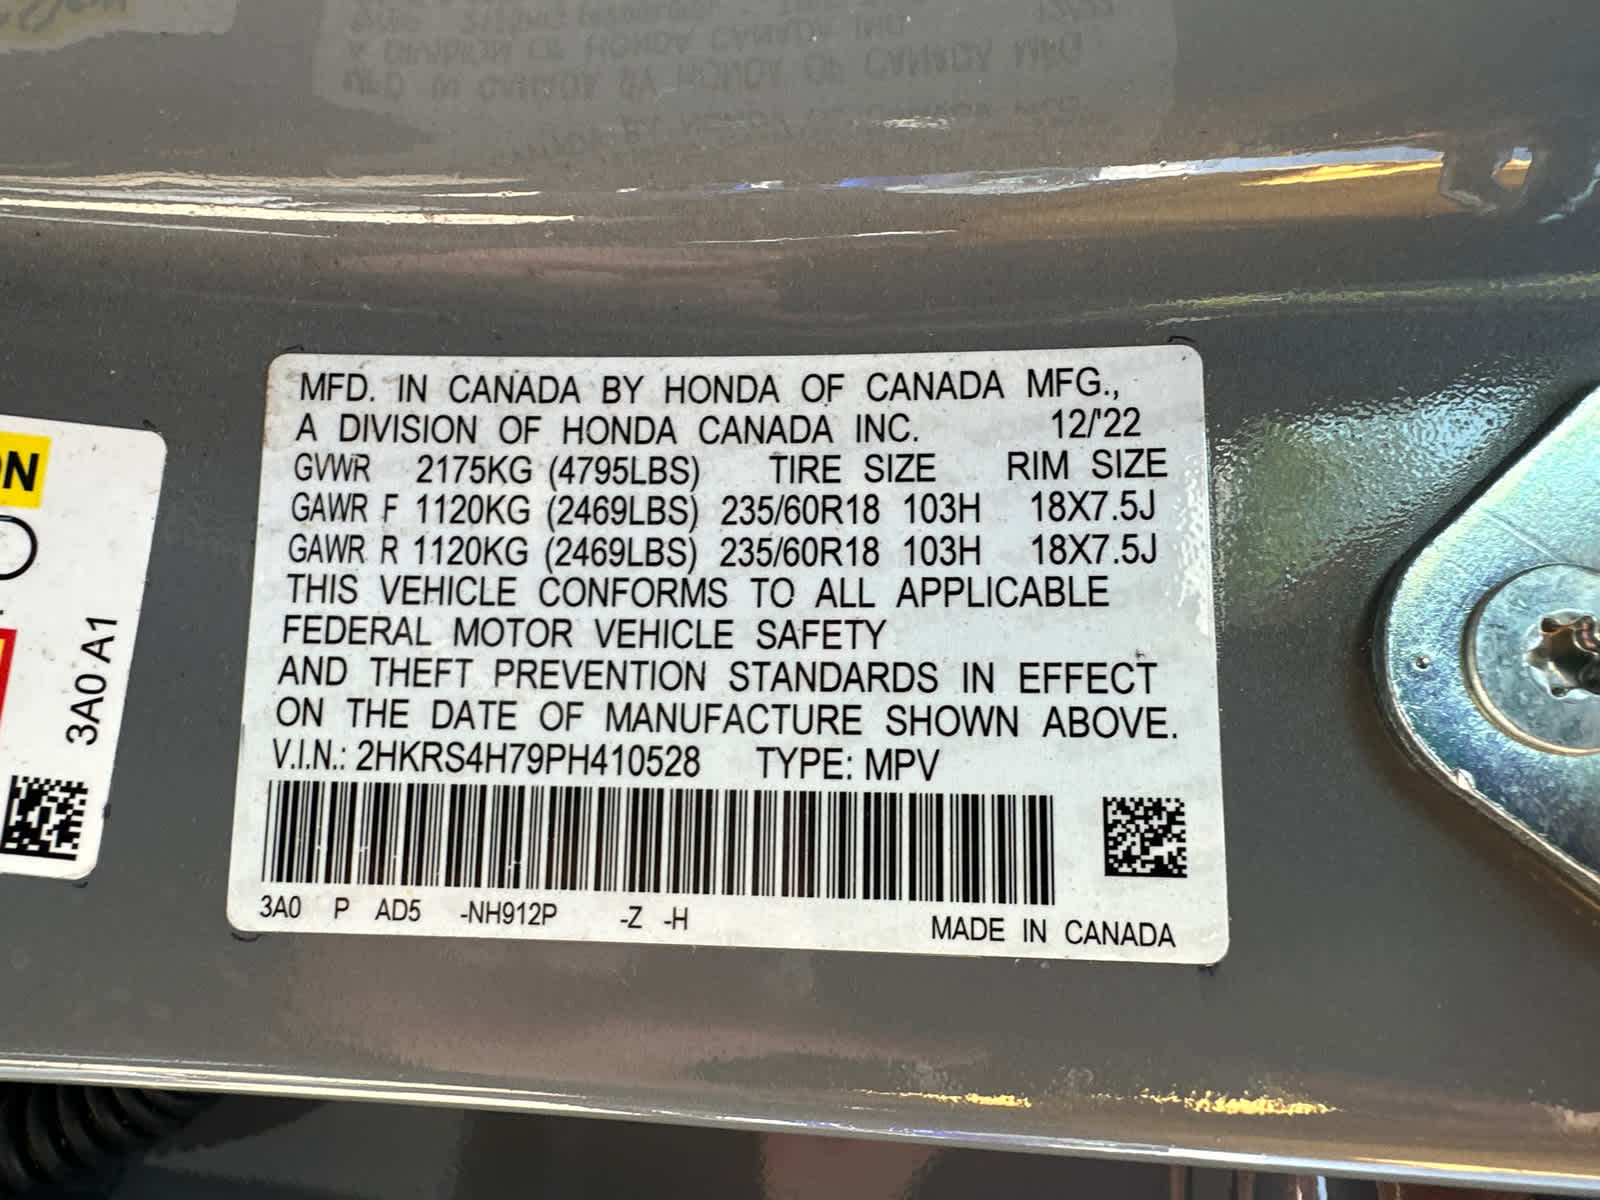 MFD. IN CANADA BY HONDA OF CANADA MFG.,
A DIVISION OF HONDA CANADA INC. 12/'22
GVWR 2175KG (4795LBS) TIRE SIZE RIM SIZE
GAWR F 1120KG (2469LBS) 235/60R18 103H 18X7.5J
GAWR R 1120KG (2469LBS) 235/60R18 103H 18X7.5J
THIS VEHICLE CONFORMS TO ALL APPLICABLE
FEDERAL MOTOR VEHICLE SAFETY
AND THEFT PREVENTION STANDARDS IN EFFECT
ON THE DATE OF MANUFACTURE SHOWN ABOVE.
V.I.N.: 2HKRS4H79PH410528 TYPE: MPV
3A0 P AD5 -NH912P -Z -H
MADE IN CANADA
ON
3A0 A1